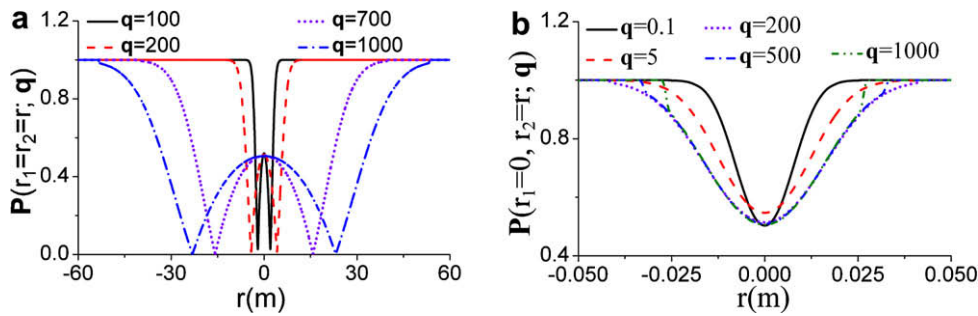 a
q=100 q=700
q=200 q=1000
P(r₁=r₂=r; q)
1.2
0.8
0.4
0.0
-60 -30 0 30 60
r(m)
b
q=0.1 q=200
q=5 q=500 q=1000
P(r₁=0, r₂=r; q)
1.2
0.8
0.4
-0.050 -0.025 0.000 0.025 0.050
r(m)